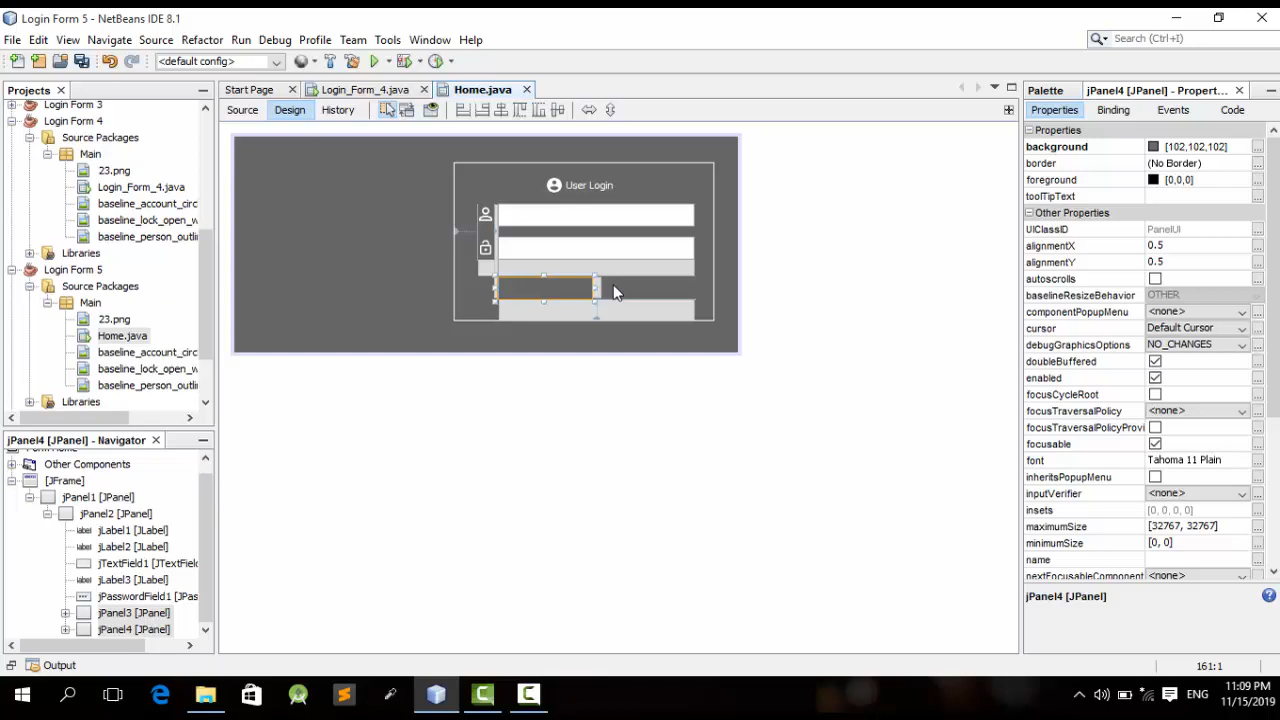 Login Form 5 - NetBeans IDE 8.1
File Edit View Navigate Source Refactor Run Debug Profile Team Tools Window Help
Search (Ctrl+I)
<default config>
Projects
Start Page
Login_Form_4.java
Home.java
Palette
jPanel4 [JPanel] - Propert...
Source Design History
Properties Binding Events Code
Login Form 3
Login Form 4
Source Packages
Main
23.png
Login_Form_4.java
baseline_account_circ
baseline_lock_open_w
baseline_person_outli
Libraries
Login Form 5
Source Packages
Main
23.png
Home.java
baseline_account_circ
baseline_lock_open_w
baseline_person_outli
Libraries
User Login
Properties
background [102,102,102]
border (No Border)
foreground [0,0,0]
toolTipText
Other Properties
UIClassID PanelUI
alignmentX 0.5
alignmentY 0.5
autoscrolls
baselineResizeBehavior OTHER
componentPopupMenu <none>
cursor Default Cursor
debugGraphicsOptions NO_CHANGES
doubleBuffered
enabled
focusCycleRoot
focusTraversalPolicy <none>
focusTraversalPolicyProvi
focusable
font Tahoma 11 Plain
inheritsPopupMenu
inputVerifier <none>
insets [0, 0, 0, 0]
maximumSize [32767, 32767]
minimumSize [0, 0]
name
nextFocusableComponent <none>
jPanel4 [JPanel]
jPanel4 [JPanel] - Navigator
Other Components
[JFrame]
jPanel1 [JPanel]
jPanel2 [JPanel]
jLabel1 [JLabel]
jLabel2 [JLabel]
jTextField1 [JTextField
jLabel3 [JLabel]
jPasswordField1 [JPas
jPanel3 [JPanel]
jPanel4 [JPanel]
Output
161:1
ENG
11:09 PM
11/15/2019